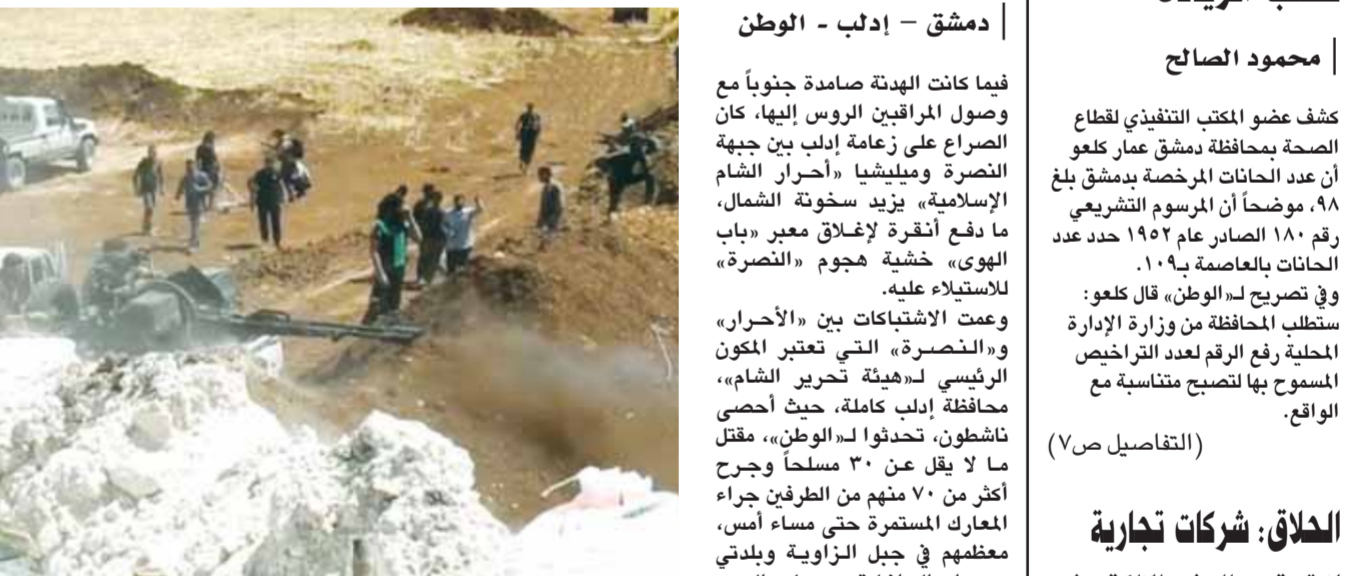 محمود الصالح
كشف عضو المكتب التنفيذي لقطاع
الصحة بمحافظة دمشق عمار كلعو
أن عدد الحانات المرخصة بدمشق بلغ
٩٨، موضحاً أن المرسوم التشريعي
رقم ١٨٠ الصادر عام ١٩٥٢ حدد عدد
الحانات بالعاصمة بـ١٠٩.
وفي تصريح لـ«الوطن» قال كلعو:
ستطلب المحافظة من وزارة الإدارة
المحلية رفع الرقم لعدد التراخيص
المسموح بها لتصبح متناسبة مع
الواقع.
(التفاصيل ص٧)
الحلاق: شركات تجارية
دمشق – إدلب - الوطن
فيما كانت الهدنة صامدة جنوباً مع
وصول المراقبين الروس إليها، كان
الصراع على زعامة إدلب بين جبهة
النصرة وميليشيا «أحرار الشام
الإسلامية» يزيد سخونة الشمال،
ما دفع أنقرة لإغلاق معبر «باب
الهوى» خشية هجوم «النصرة»
للاستيلاء عليه.
وعمت الاشتباكات بين «الأحرار»
و«النصرة» التي تعتبر المكون
الرئيسي لـ«هيئة تحرير الشام»،
محافظة إدلب كاملة، حيث أحصى
ناشطون، تحدثوا لـ«الوطن»، مقتل
ما لا يقل عن ٣٠ مسلحاً وجرح
أكثر من ٧٠ منهم من الطرفين جراء
المعارك المستمرة حتى مساء أمس،
معظمهم في جبل الزاوية وبلدتي